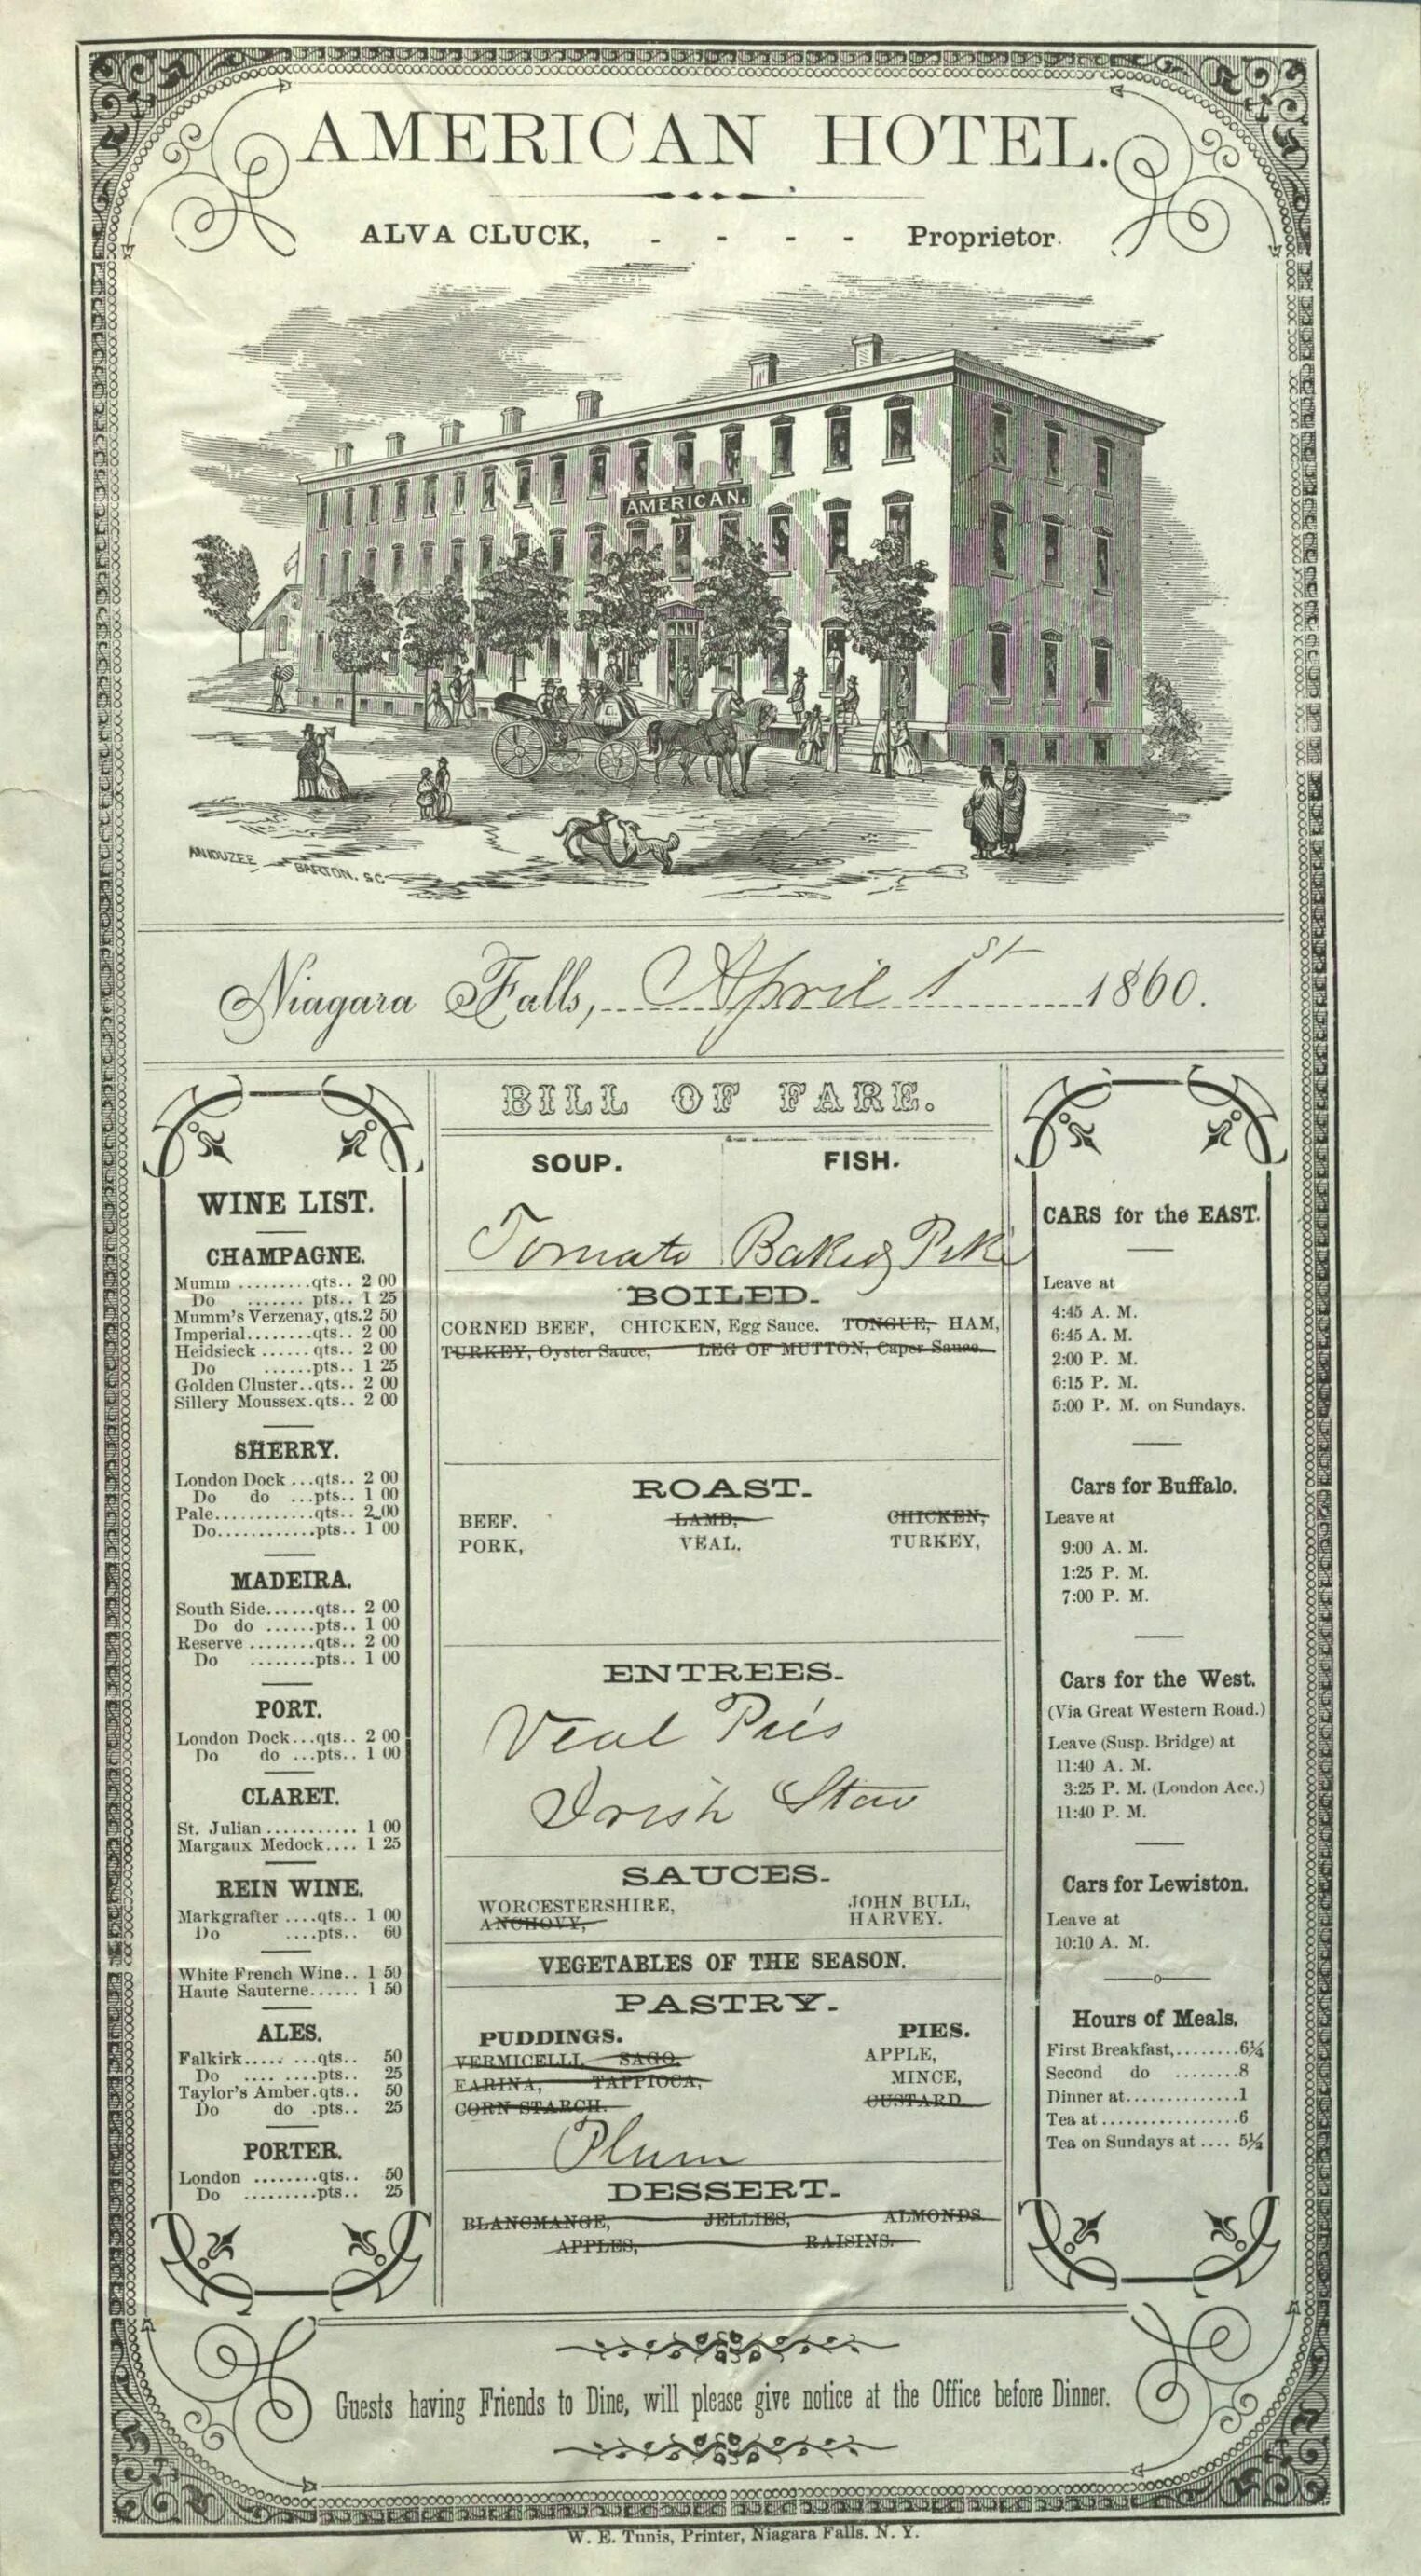 AMERICAN HOTEL.
ALVA CLUCK, - - - - Proprietor.
AMERICAN.
BARTON. SC
Niagara Falls, April 1st 1860.
WINE LIST.
CHAMPAGNE.
Mumm .........qts.. 2 00
Do ....... pts.. 1 25
Mumm's Verzenay, qts.2 50
Imperial........qts.. 2 00
Heidsieck ......qts.. 2 00
Do ......pts.. 1 25
Golden Cluster..qts.. 2 00
Sillery Moussex.qts.. 2 00
SHERRY.
London Dock ...qts.. 2 00
Do do ...pts.. 1 00
Pale............qts.. 2 00
Do............pts.. 1 00
MADEIRA.
South Side......qts.. 2 00
Do do ......pts.. 1 00
Reserve ........qts.. 2 00
Do ........pts.. 1 00
PORT.
London Dock...qts.. 2 00
Do do ...pts.. 1 00
CLARET.
St. Julian........... 1 00
Margaux Medock.... 1 25
REIN WINE.
Markgrafter ....qts.. 1 00
Do ....pts.. 60
White French Wine.. 1 50
Haute Sauterne...... 1 50
ALES.
Falkirk..... ...qts.. 50
Do .... ....pts.. 25
Taylor's Amber.qts.. 50
Do do .pts.. 25
PORTER.
London ........qts.. 50
Do .........pts.. 25
BILL OF FARE.
SOUP. FISH.
Tomato Baked Pike
BOILED.
CORNED BEEF, CHICKEN, Egg Sauce. TONGUE, HAM,
TURKEY, Oyster Sauce, LEG OF MUTTON, Caper Sauce.
ROAST.
BEEF, LAMB, CHICKEN,
PORK, VEAL, TURKEY,
ENTREES.
Veal Pies
Irish Stew
SAUCES.
WORCESTERSHIRE, JOHN BULL,
ANCHOVY, HARVEY.
VEGETABLES OF THE SEASON.
PASTRY.
PUDDINGS. PIES.
VERMICELLI, SAGO, APPLE,
FARINA, TAPPIOCA, MINCE,
CORN STARCH. CUSTARD
Plum
DESSERT.
BLANCMANGE, JELLIES, ALMONDS
APPLES, RAISINS.
CARS for the EAST.
Leave at
4:45 A. M.
6:45 A. M.
2:00 P. M.
6:15 P. M.
5:00 P. M. on Sundays.
Cars for Buffalo.
Leave at
9:00 A. M.
1:25 P. M.
7:00 P. M.
Cars for the West.
(Via Great Western Road.)
Leave (Susp. Bridge) at
11:40 A. M.
3:25 P. M. (London Acc.)
11:40 P. M.
Cars for Lewiston.
Leave at
10:10 A. M.
Hours of Meals.
First Breakfast,........6½
Second do ........8
Dinner at..............1
Tea at .................6
Tea on Sundays at .... 5½
Guests having Friends to Dine, will please give notice at the Office before Dinner.
W. E. Tunis, Printer, Niagara Falls. N. Y.